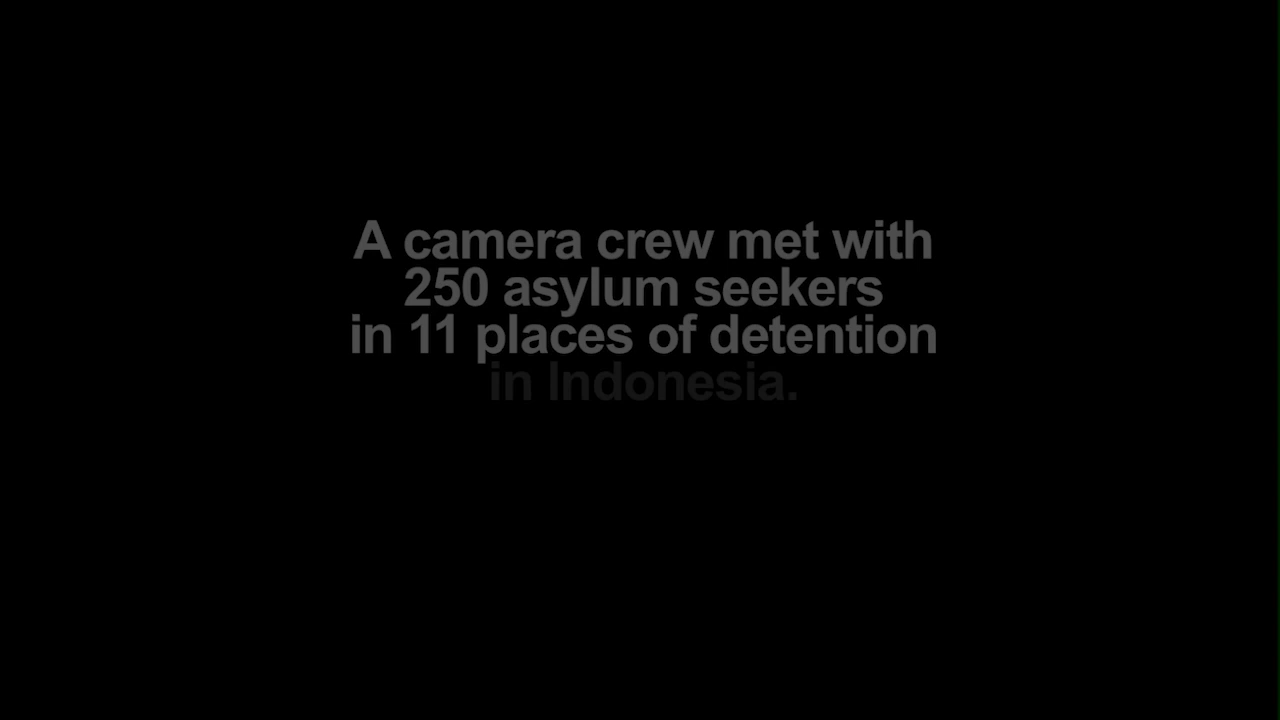 A camera crew met with
250 asylum seekers
in 11 places of detention
in Indonesia.